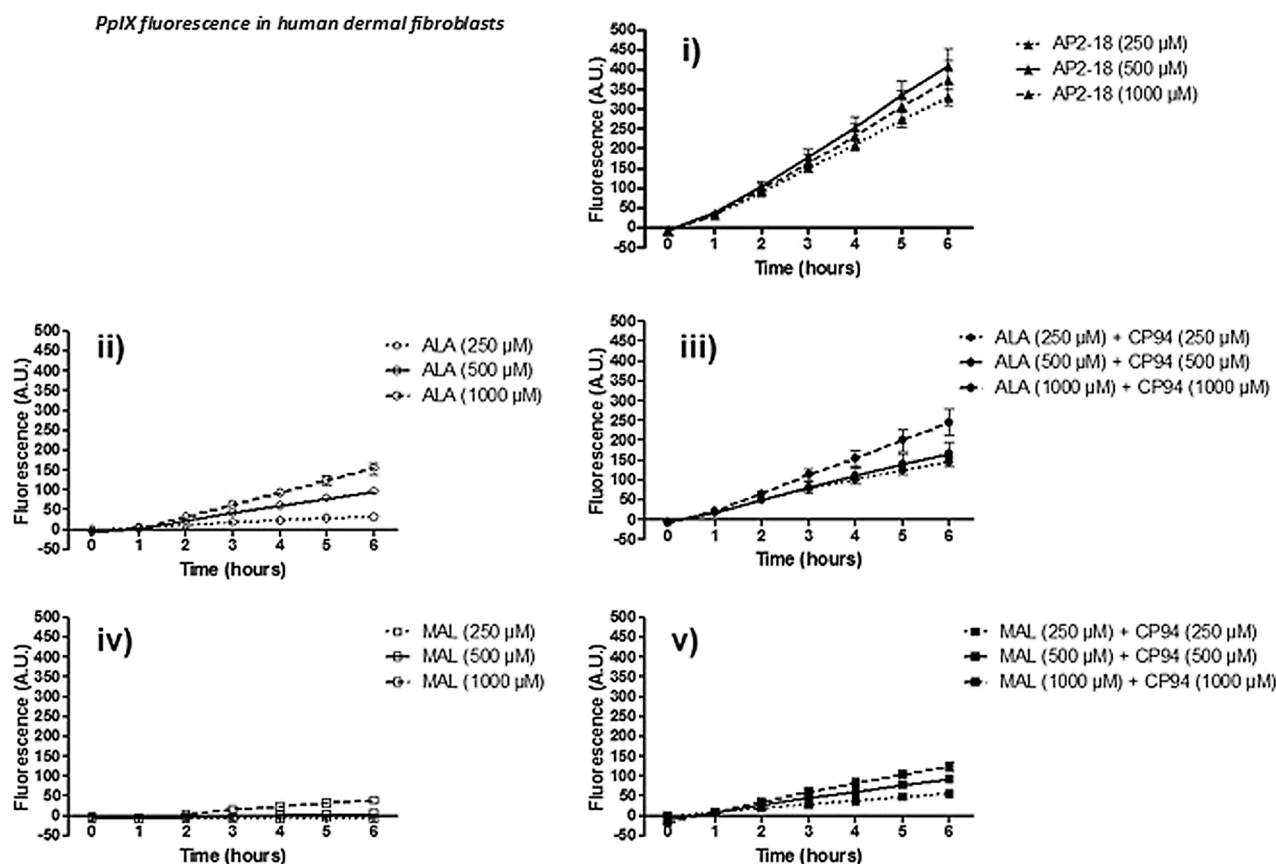 PpIX fluorescence in human dermal fibroblasts
i)
AP2-18 (250 µM)
AP2-18 (500 µM)
AP2-18 (1000 µM)
Fluorescence (A.U.)
500
450
400
350
300
250
200
150
100
50
0
-50
0 1 2 3 4 5 6
Time (hours)
ii)
ALA (250 µM)
ALA (500 µM)
ALA (1000 µM)
Fluorescence (A.U.)
500
450
400
350
300
250
200
150
100
50
0
-50
0 1 2 3 4 5 6
Time (hours)
iii)
ALA (250 µM) + CP94 (250 µM)
ALA (500 µM) + CP94 (500 µM)
ALA (1000 µM) + CP94 (1000 µM)
Fluorescence (A.U.)
500
450
400
350
300
250
200
150
100
50
0
-50
0 1 2 3 4 5 6
Time (hours)
iv)
MAL (250 µM)
MAL (500 µM)
MAL (1000 µM)
Fluorescence (A.U.)
500
450
400
350
300
250
200
150
100
50
0
-50
0 1 2 3 4 5 6
Time (hours)
v)
MAL (250 µM) + CP94 (250 µM)
MAL (500 µM) + CP94 (500 µM)
MAL (1000 µM) + CP94 (1000 µM)
Fluorescence (A.U.)
500
450
400
350
300
250
200
150
100
50
0
-50
0 1 2 3 4 5 6
Time (hours)